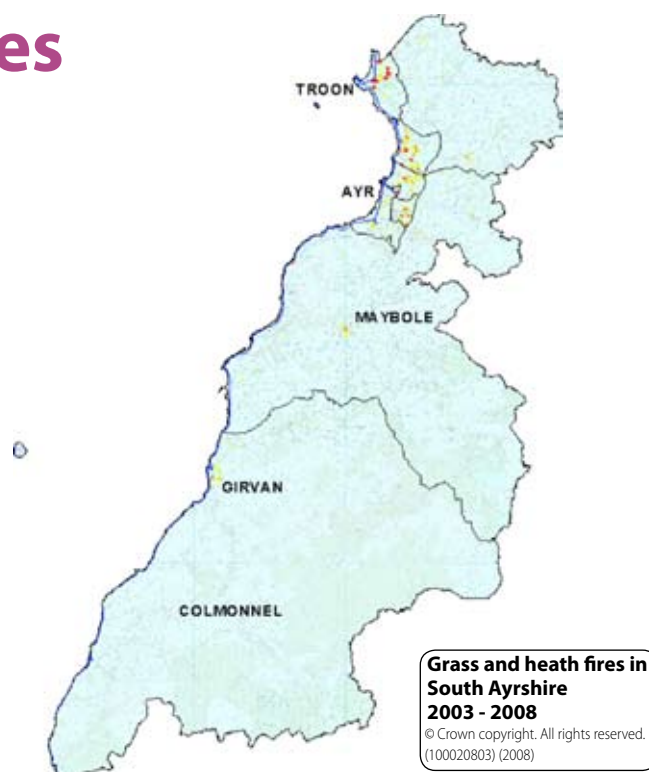 es
TROON
AYR
MAYBOLE
GIRVAN
COLMONNEL
Grass and heath fires in
South Ayrshire
2003 - 2008
© Crown copyright. All rights reserved.
(100020803) (2008)